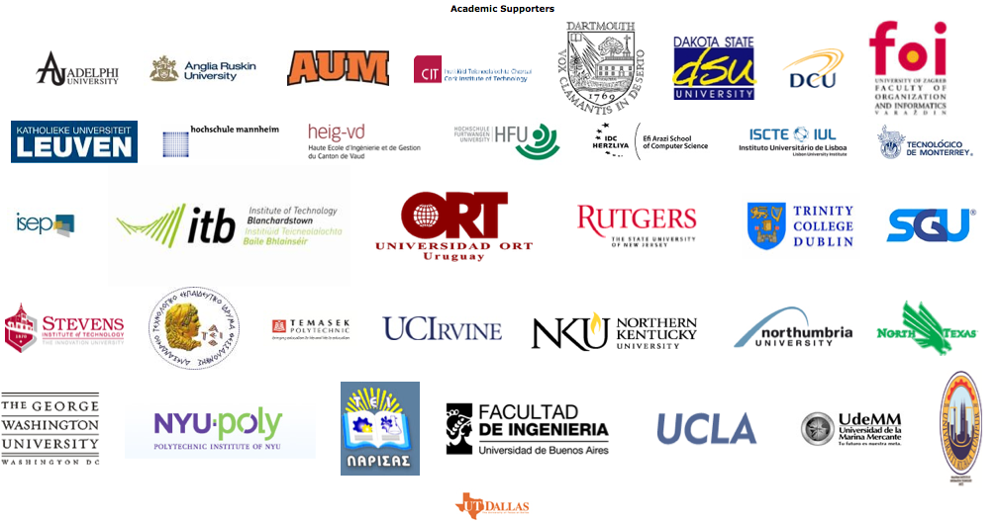 Academic Supporters
ADELPHI
UNIVERSITY
Anglia Ruskin
University
AUM
CIT
Institiúid Teicneolaíochta Chorcaí
Cork Institute of Technology
DARTMOUTH
VOX CLAMANTIS IN DESERTO
1769
DAKOTA STATE
dsu
UNIVERSITY
DCU
foi
UNIVERSITY OF ZAGREB
FACULTY OF
ORGANIZATION
AND
INFORMATICS
VARAŽDIN
KATHOLIEKE UNIVERSITEIT
LEUVEN
hochschule mannheim
heig-vd
Haute Ecole d'Ingénierie et de Gestion
du Canton de Vaud
HOCHSCHULE
FURTWANGEN
UNIVERSITY
HFU
IDC
HERZLIYA
Efi Arazi School
of Computer Science
ISCTE IUL
Instituto Universitário de Lisboa
Lisbon University Institute
TECNOLÓGICO
DE MONTERREY®
isep
itb
Institute of Technology
Blanchardstown
Institiúid Teicneolaíochta
Baile Bhlainséir
ORT
UNIVERSIDAD ORT
Uruguay
RUTGERS
THE STATE UNIVERSITY
OF NEW JERSEY
TRINITY
COLLEGE
DUBLIN
SQU®
1870
STEVENS
INSTITUTE of TECHNOLOGY
THE INNOVATION UNIVERSITY
ΑΛΕΞΑΝΔΡΕΙΟ ΤΕΧΝΟΛΟΓΙΚΟ ΕΚΠΑΙΔΕΥΤΙΚΟ ΙΔΡΥΜΑ ΘΕΣΣΑΛΟΝΙΚΗΣ
TEMASEK
POLYTECHNIC
UCIRVINE
NKU
NORTHERN
KENTUCKY
UNIVERSITY
northumbria
UNIVERSITY
NORTH TEXAS
THE GEORGE
WASHINGTON
UNIVERSITY
WASHINGTON DC
NYU·poly
POLYTECHNIC INSTITUTE OF NYU
ΤΕΙ
ΛΑΡΙΣΑΣ
FACULTAD
DE INGENIERIA
Universidad de Buenos Aires
UCLA
UdeMM
Universidad de la
Marina Mercante
Tu futuro es nuestra meta.
UT DALLAS